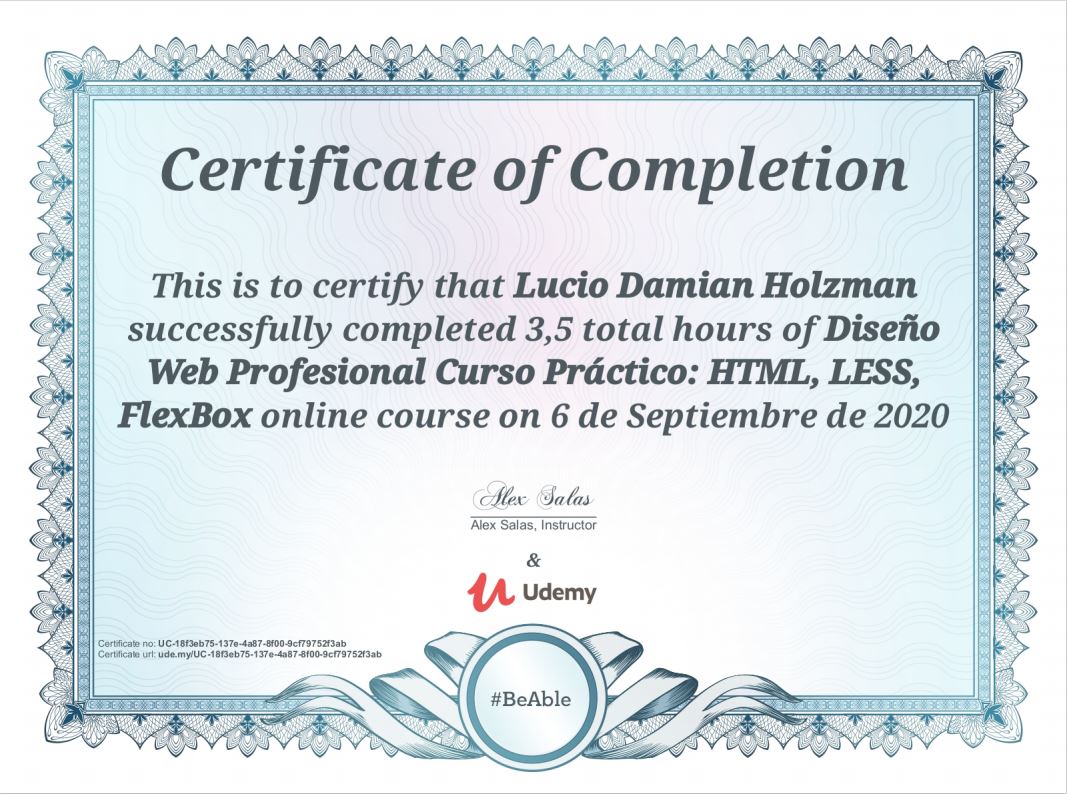 Certificate of Completion
This is to certify that Lucio Damian Holzman
successfully completed 3,5 total hours of Diseño
Web Profesional Curso Práctico: HTML, LESS,
FlexBox online course on 6 de Septiembre de 2020
Alex Salas
Alex Salas, Instructor
&
Udemy
Certificate no: UC-18f3eb75-137e-4a87-8f00-9cf79752f3ab
Certificate url: ude.my/UC-18f3eb75-137e-4a87-8f00-9cf79752f3ab
#BeAble